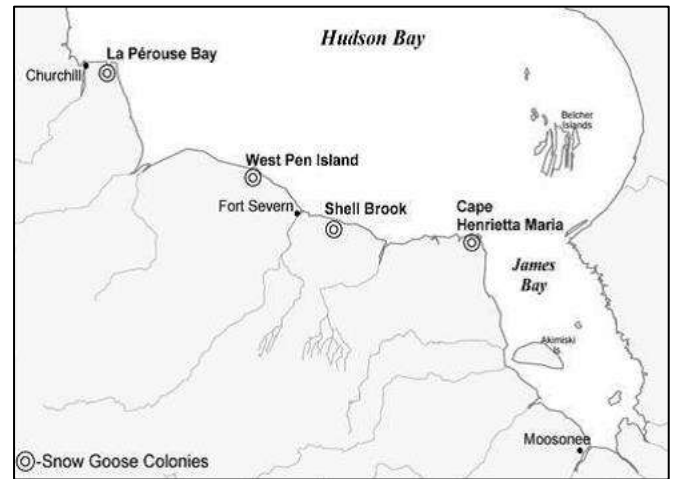 Hudson Bay
La Pérouse Bay
Churchill
Belcher
Islands
West Pen Island
Fort Severn
Shell Brook
Cape
Henrietta Maria
James
Bay
Akimiski
Is
Moosonee
-Snow Goose Colonies